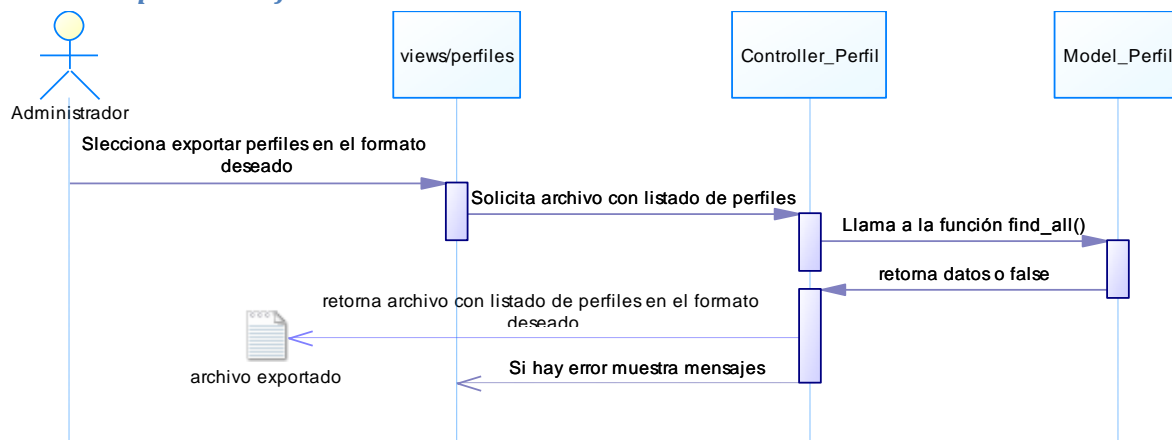 views/perfiles
Controller_Perfil
Model_Perfil
Administrador
Slecciona exportar perfiles en el formato
deseado
Solicita archivo con listado de perfiles
Llama a la función find_all()
retorna datos o false
retorna archivo con listado de perfiles en el formato
deseado
archivo exportado
Si hay error muestra mensajes